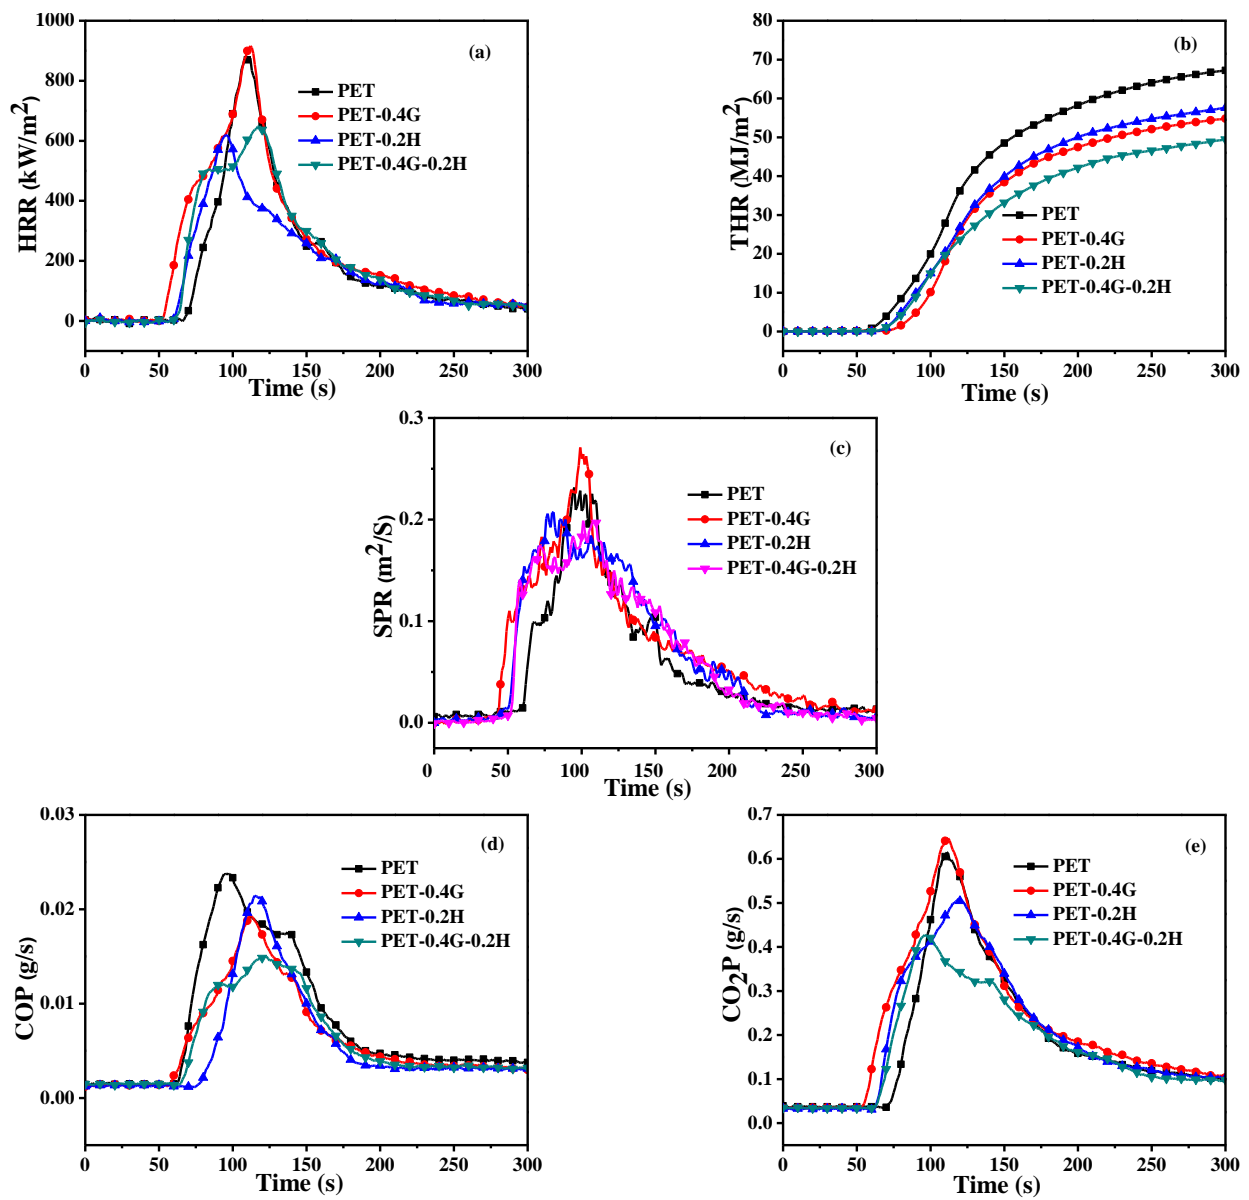 (a)
HRR (kW/m²)
1000
800
600
400
200
0
PET
PET-0.4G
PET-0.2H
PET-0.4G-0.2H
0 50 100 150 200 250 300
Time (s)
(b)
THR (MJ/m²)
80
70
60
50
40
30
20
10
0
PET
PET-0.4G
PET-0.2H
PET-0.4G-0.2H
0 50 100 150 200 250 300
Time (s)
(c)
SPR (m²/S)
0.3
0.2
0.1
0.0
PET
PET-0.4G
PET-0.2H
PET-0.4G-0.2H
0 50 100 150 200 250 300
Time (s)
(d)
COP (g/s)
0.03
0.02
0.01
0.00
PET
PET-0.4G
PET-0.2H
PET-0.4G-0.2H
0 50 100 150 200 250 300
Time (s)
(e)
CO₂P (g/s)
0.7
0.6
0.5
0.4
0.3
0.2
0.1
0.0
PET
PET-0.4G
PET-0.2H
PET-0.4G-0.2H
0 50 100 150 200 250 300
Time (s)